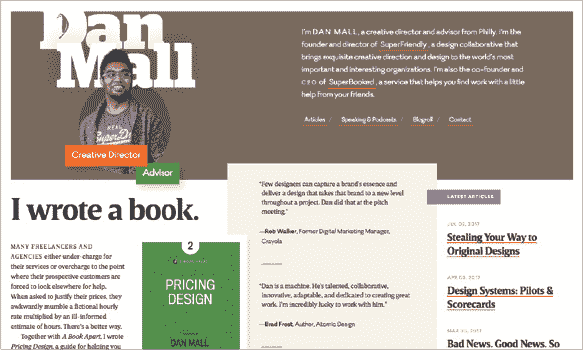 Dan
Mall
I'm DAN MALL, a creative director and advisor from Philly. I'm the
founder and director of SuperFriendly, a design collaborative that
brings exquisite creative direction and design to the world's most
important and interesting organizations. I'm also the co-founder and
CEO of SuperBooked, a service that helps you find work with a little
help from your friends.
Articles / Speaking & Podcasts / Blogroll / Contact
Creative Director
Advisor
I wrote a book.
MANY FREELANCERS AND
AGENCIES either under-charge for
their services or overcharge to the point
where their prospective customers are
forced to look elsewhere for help.
When asked to justify their prices, they
awkwardly mumble a fictional hourly
rate multiplied by an ill-informed
estimate of hours. There's a better way.
Together with A Book Apart, I wrote
Pricing Design, a guide for helping you
2
PRICING
DESIGN
DAN MALL
"Few designers can capture a brand's essence and
deliver a design that takes that brand to a new level
throughout a project. Dan did that at the pitch
meeting."
—Rob Walker, Former Digital Marketing Manager,
Crayola
"Dan is a machine. He's talented, collaborative,
innovative, adaptable, and dedicated to creating great
work. I'm incredibly lucky to work with him."
—Brad Frost, Author, Atomic Design
LATEST ARTICLES
2017
Stealing Your Way to
Original Designs
2017
Design Systems: Pilots &
Scorecards
2017
Bad News, Good News. So